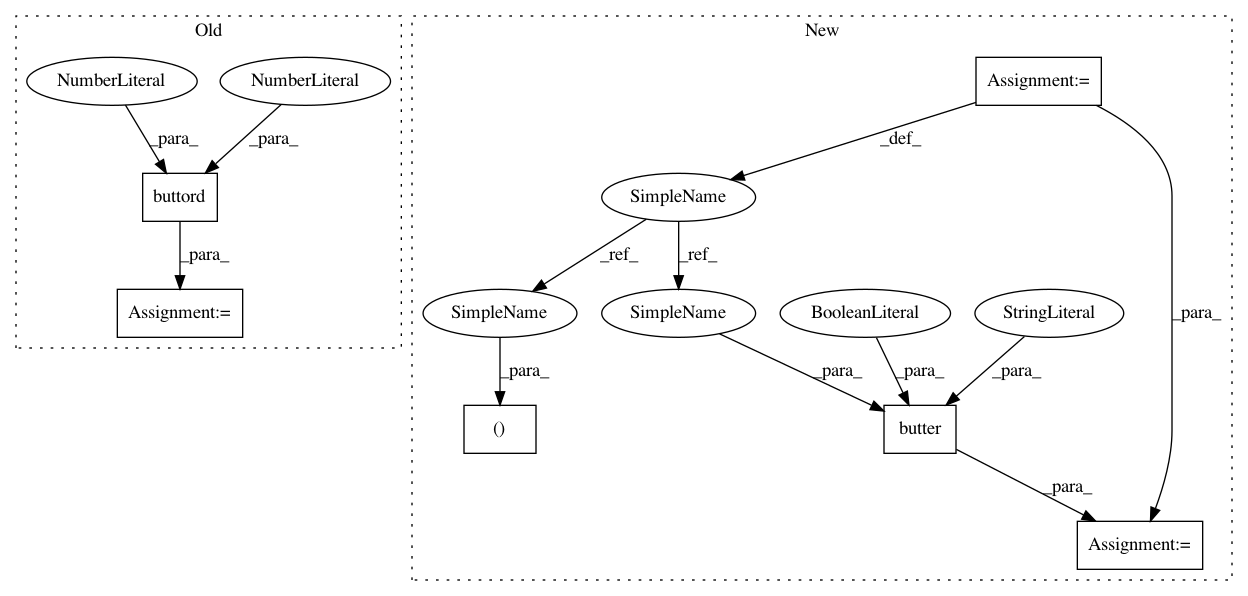 Old
New
NumberLiteral
NumberLiteral
Assignment:=
_para_
_para_
_def_
buttord
SimpleName
_para_
_ref_
_ref_
Assignment:=
SimpleName
SimpleName
BooleanLiteral
StringLiteral
_para_
_para_
_para_
_para_
_para_
()
butter
_para_
Assignment:=